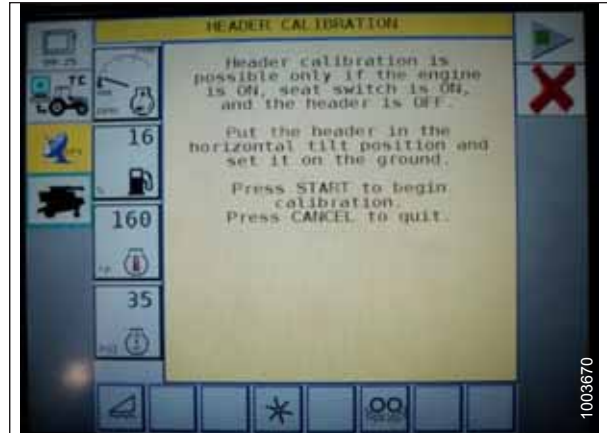 HEADER CALIBRATION
Header calibration is
possible only if the engine
is ON, seat switch is ON,
and the header is OFF.
Put the header in the
horizontal tilt position and
set it on the ground.
Press START to begin
calibration.
Press CANCEL to quit.
TC
16
160
35
1003670